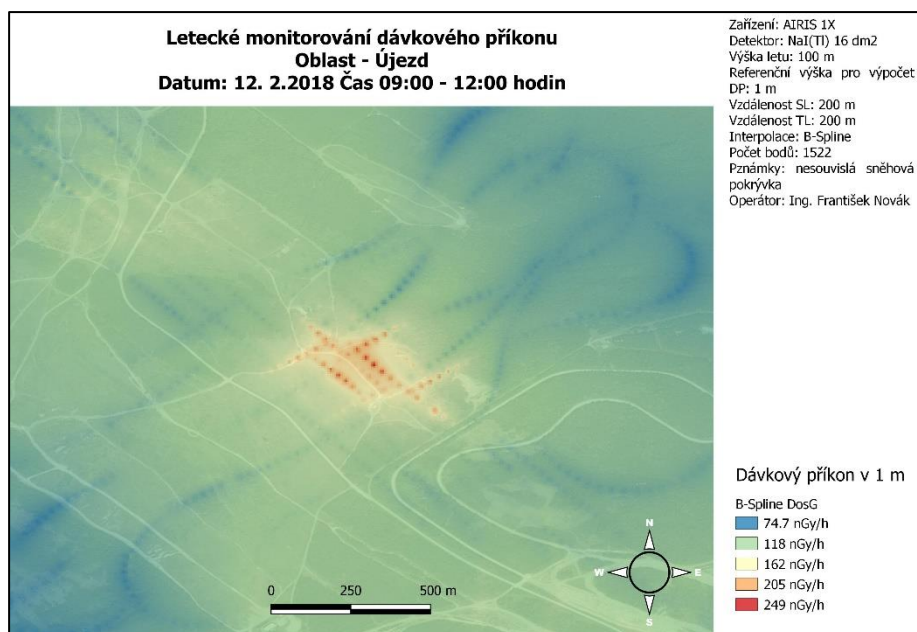 Letecké monitorování dávkového příkonu
Oblast - Újezd
Datum: 12. 2.2018 Čas 09:00 - 12:00 hodin
Zařízení: AIRIS 1X
Detektor: NaI(Tl) 16 dm2
Výška letu: 100 m
Referenční výška pro výpočet
DP: 1 m
Vzdálenost SL: 200 m
Vzdálenost TL: 200 m
Interpolace: B-Spline
Počet bodů: 1522
Pznámky: nesouvislá sněhová
pokrývka
Operátor: Ing. František Novák
Dávkový příkon v 1 m
B-Spline DosG
74.7 nGy/h
118 nGy/h
162 nGy/h
205 nGy/h
249 nGy/h
N
W E
S
0 250 500 m